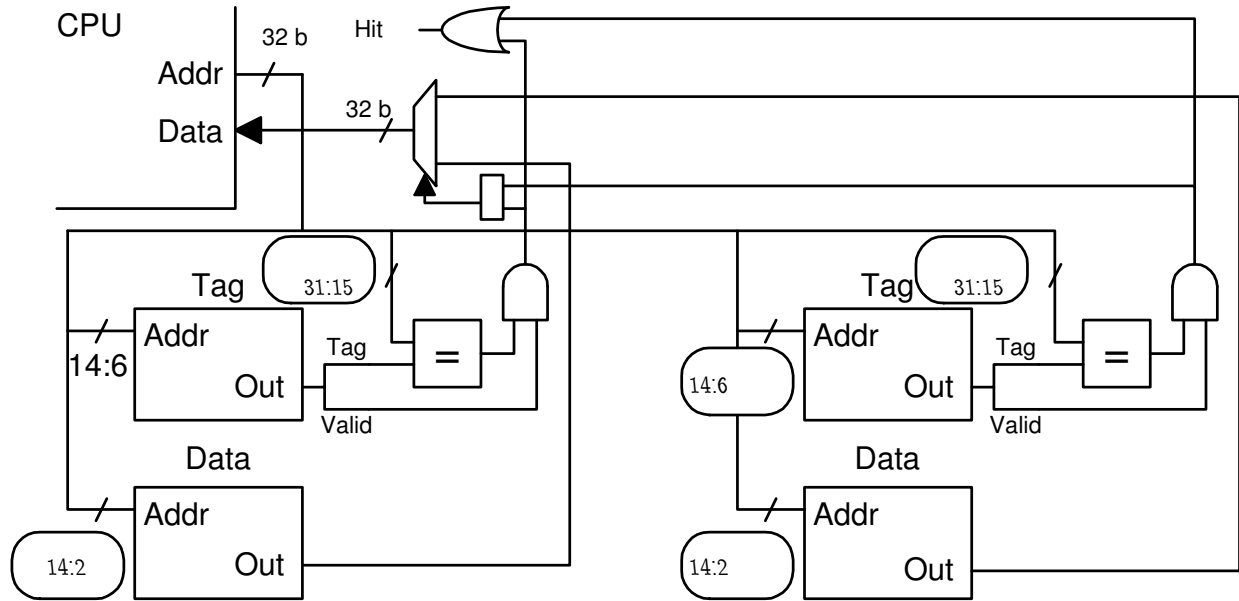 CPU
32 b
Hit
Addr
32 b
Data
Tag
31:15
Tag
31:15
Addr
14:6
Tag
=
Out
Valid
Addr
14:6
Tag
=
Out
Valid
Data
Data
Addr
Out
14:2
Addr
Out
14:2